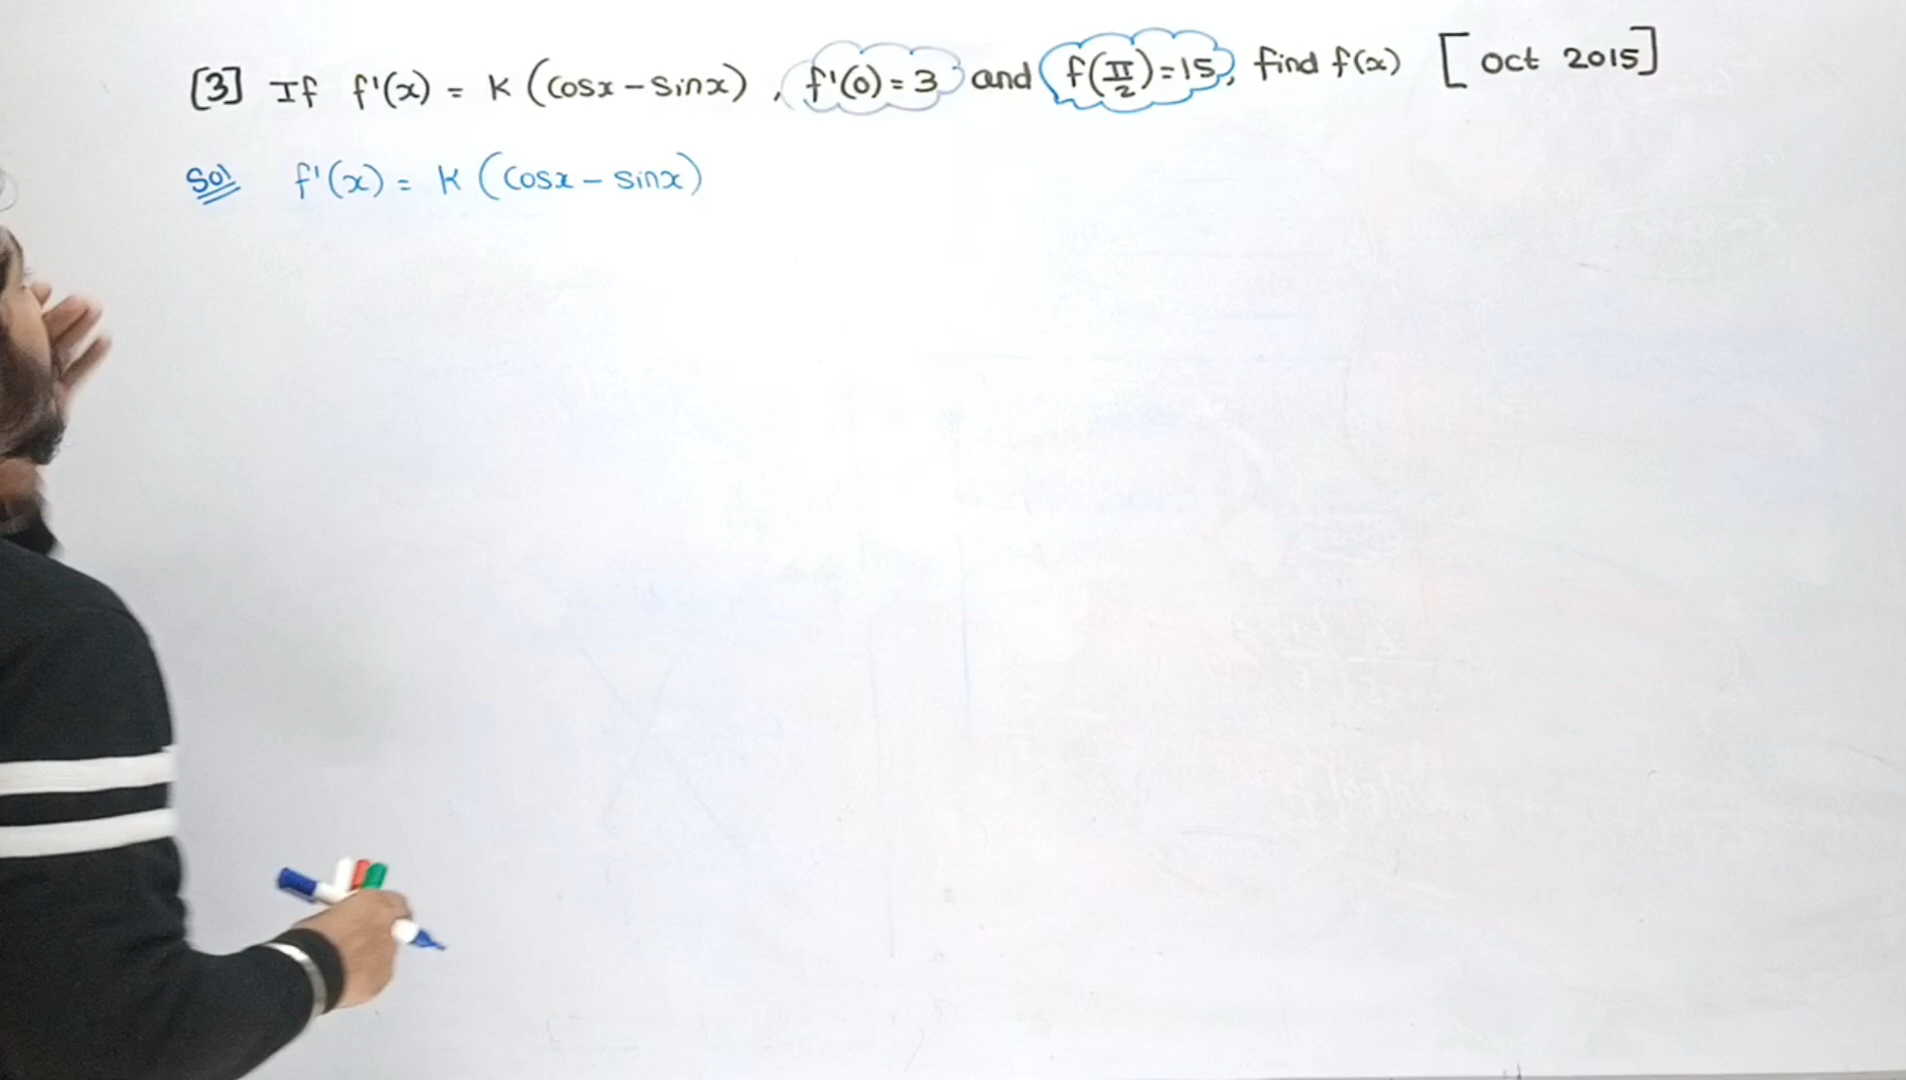 [3] If f'(x) = K (cosx - sinx), f'(0) = 3 and f(π/2) = 15, find f(x) [Oct 2015]
Sol f'(x) = K (cosx - sinx)